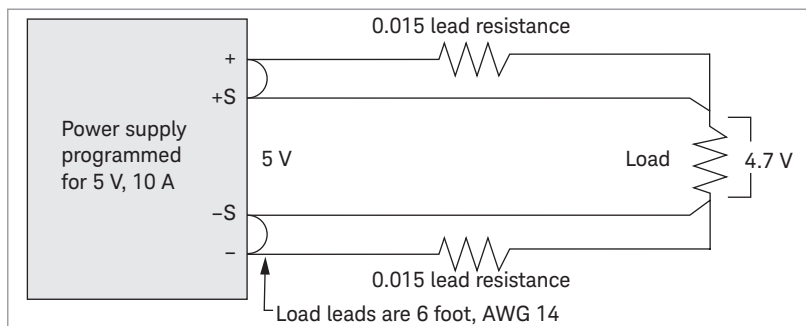 0.015 lead resistance
+
+S
Power supply
programmed
for 5 V, 10 A
5 V
Load
4.7 V
–S
–
0.015 lead resistance
Load leads are 6 foot, AWG 14